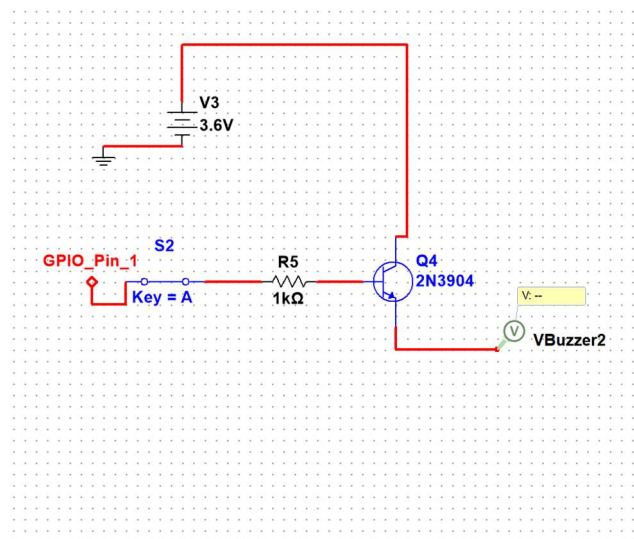 V3
3.6V
S2
GPIO_Pin_1
Key = A
R5
1kΩ
Q4
2N3904
V: --
V
VBuzzer2